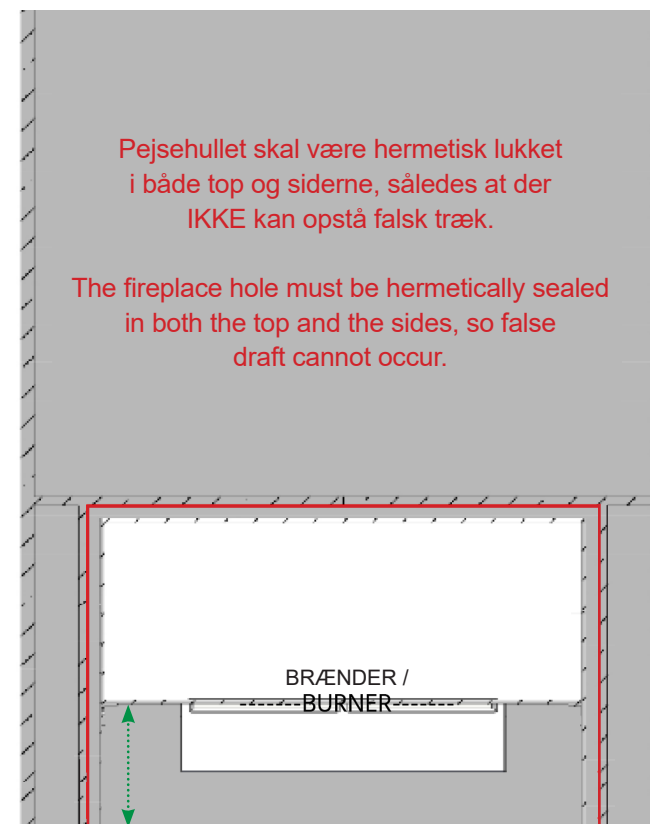 Pejsehullet skal være hermetisk lukket
i både top og siderne, således at der
IKKE kan opstå falsk træk.
The fireplace hole must be hermetically sealed
in both the top and the sides, so false
draft cannot occur.
BRÆNDER /
BURNER